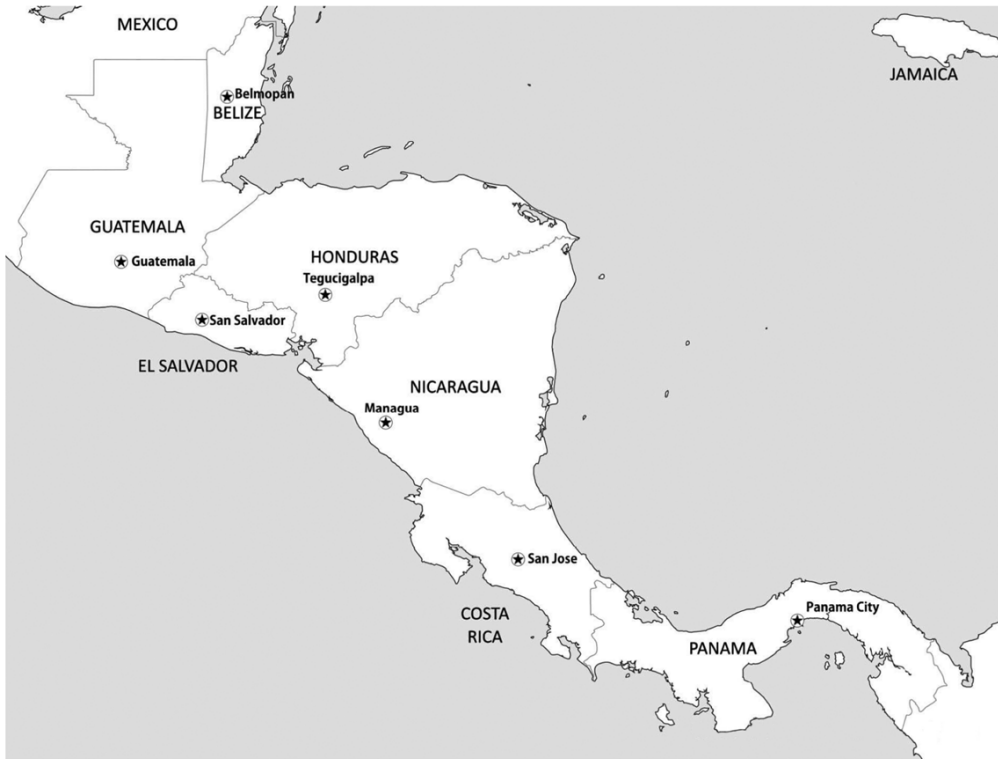 MEXICO
JAMAICA
Belmopan
BELIZE
GUATEMALA
Guatemala
HONDURAS
Tegucigalpa
San Salvador
EL SALVADOR
NICARAGUA
Managua
San Jose
COSTA
RICA
Panama City
PANAMA